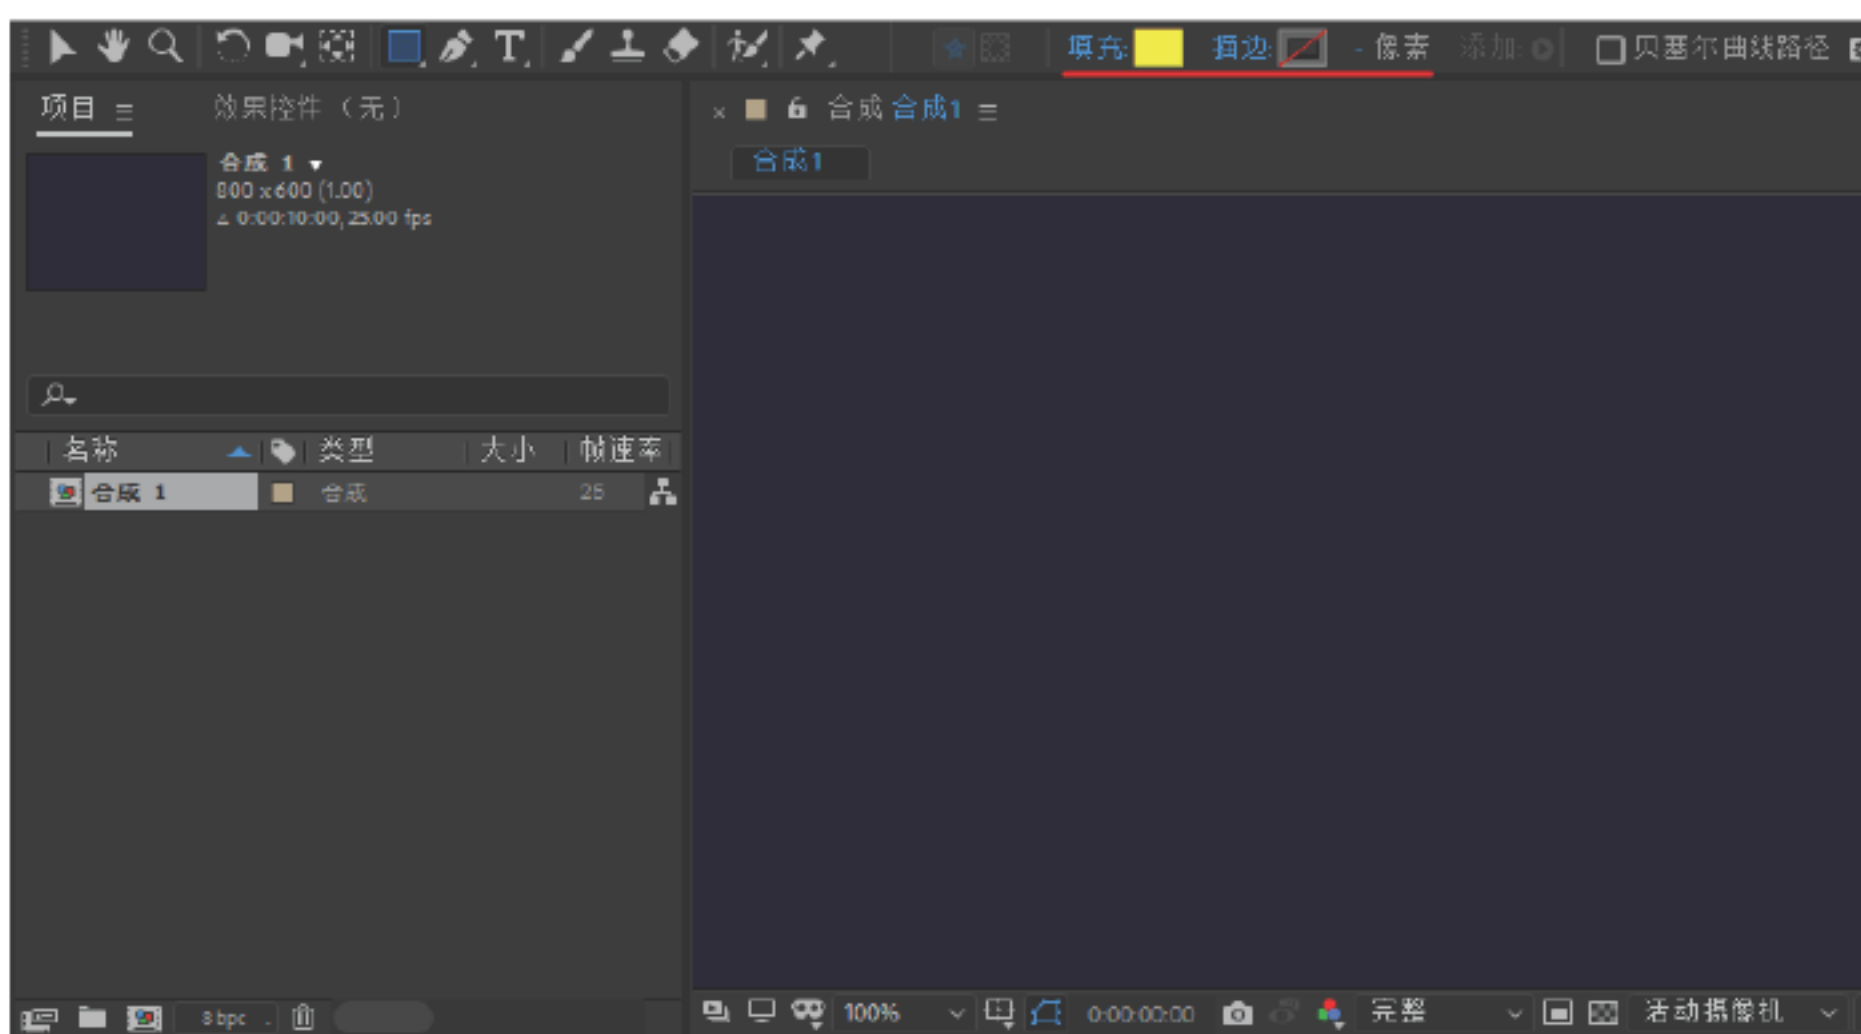 填充: 描边: - 像素 添加: 贝塞尔曲线路径
项目 效果控件 （无）
合成 合成1
合成1
合成 1
800 x 600 (1.00)
Δ 0:00:10:00, 25.00 fps
名称 类型 大小 帧速率
合成 1 合成 25
8 bpc
100% 0:00:00:00 完整 活动摄像机